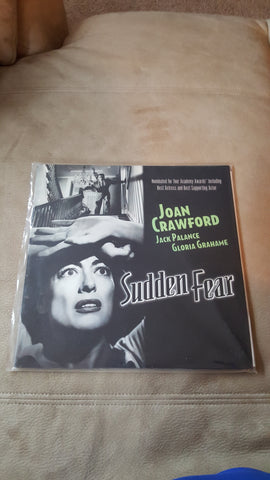 Nominated for Four Academy Awards® Including
Best Actress and Best Supporting Actor
JOAN
CRAWFORD
JACK PALANCE
GLORIA GRAHAME
Sudden Fear